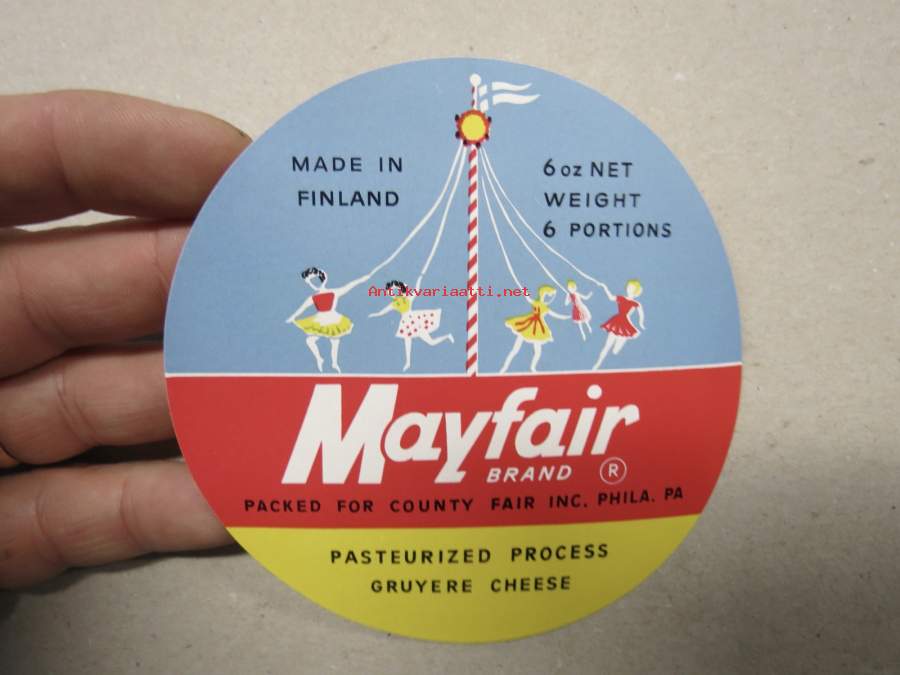 MADE IN
FINLAND
6 oz NET
WEIGHT
6 PORTIONS
Antikvariaatti.net
Mayfair
BRAND ®
PACKED FOR COUNTY FAIR INC. PHILA. PA
PASTEURIZED PROCESS
GRUYERE CHEESE